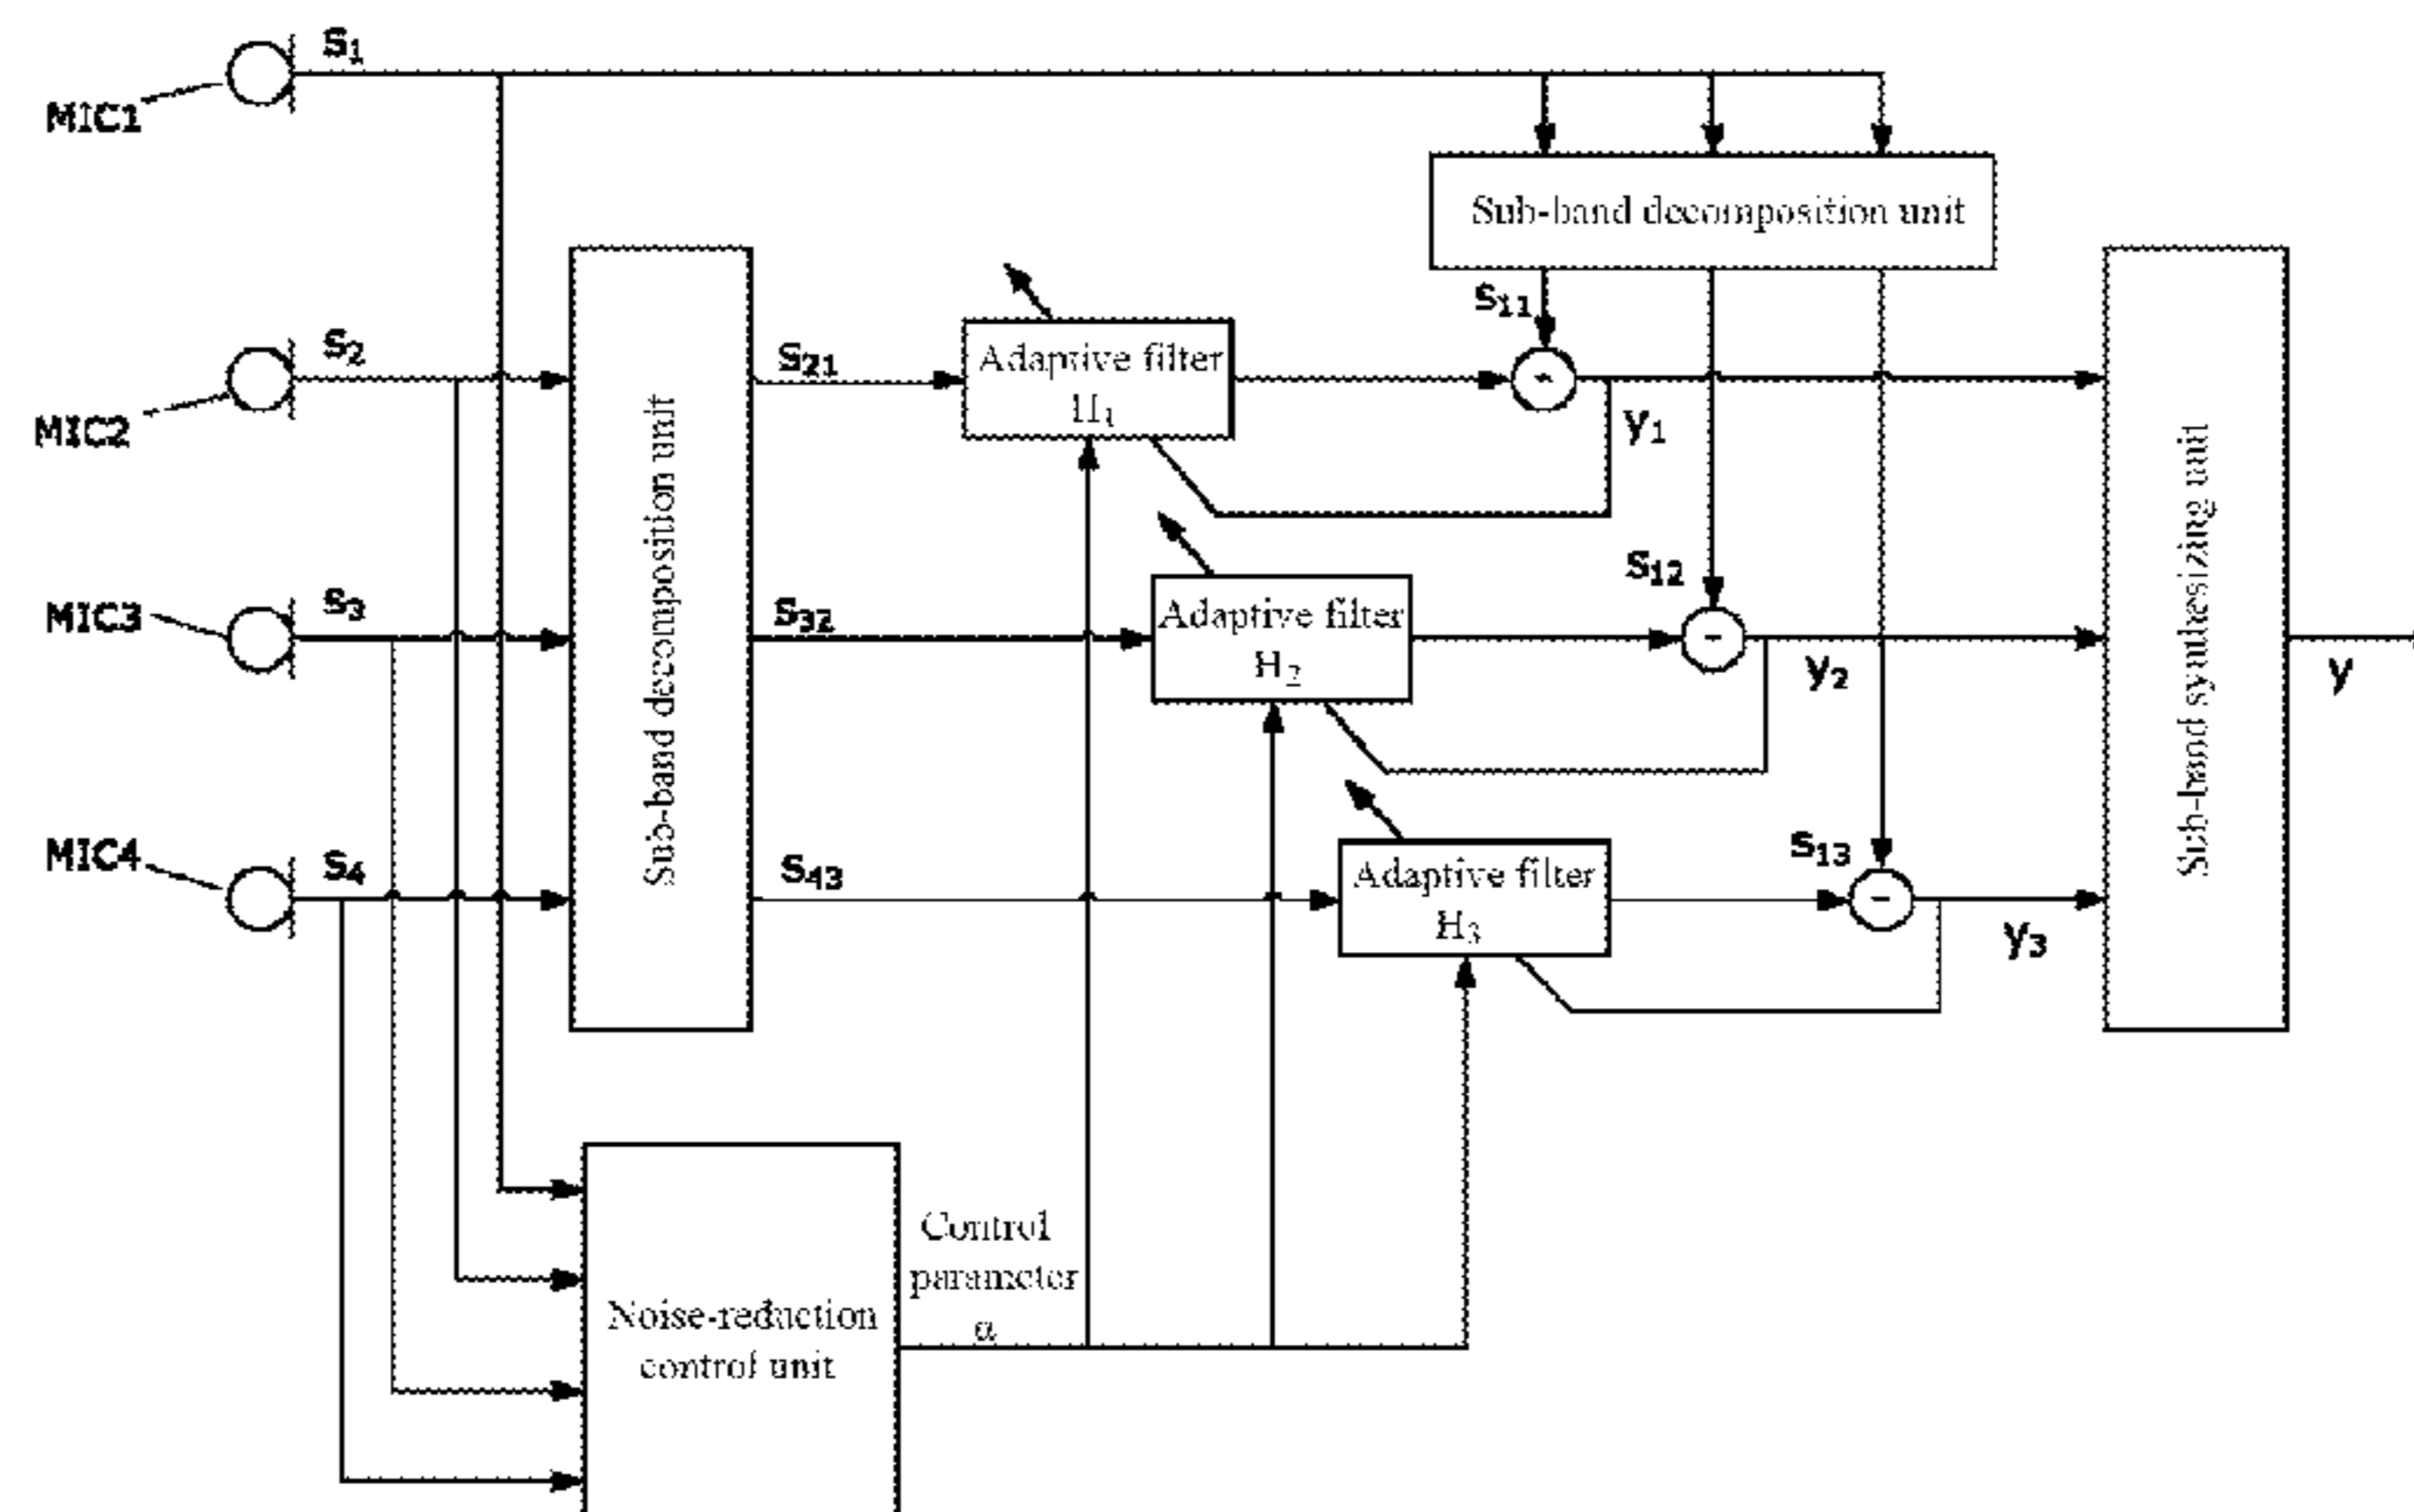 S1
MIC1
Sub-band decomposition unit
S11
S2
MIC2
S21
Adaptive filter
H1
y1
Sub-band decomposition unit
Sub-band synthesizing unit
S3
MIC3
S32
Adaptive filter
H2
S12
-
y2
y
S4
MIC4
S43
Adaptive filter
H3
S13
-
y3
Control
parameter
α
Noise-reduction
control unit